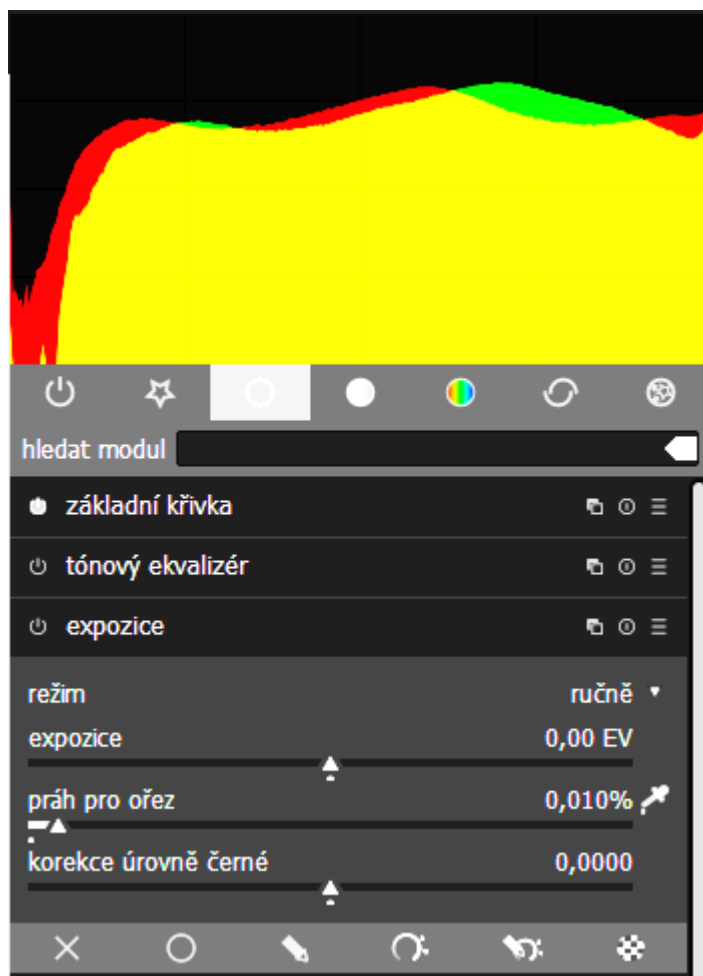 hledat modul
základní křivka
tónový ekvalizér
expozice
režim ručně
expozice 0,00 EV
práh pro ořez 0,010%
korekce úrovně černé 0,0000